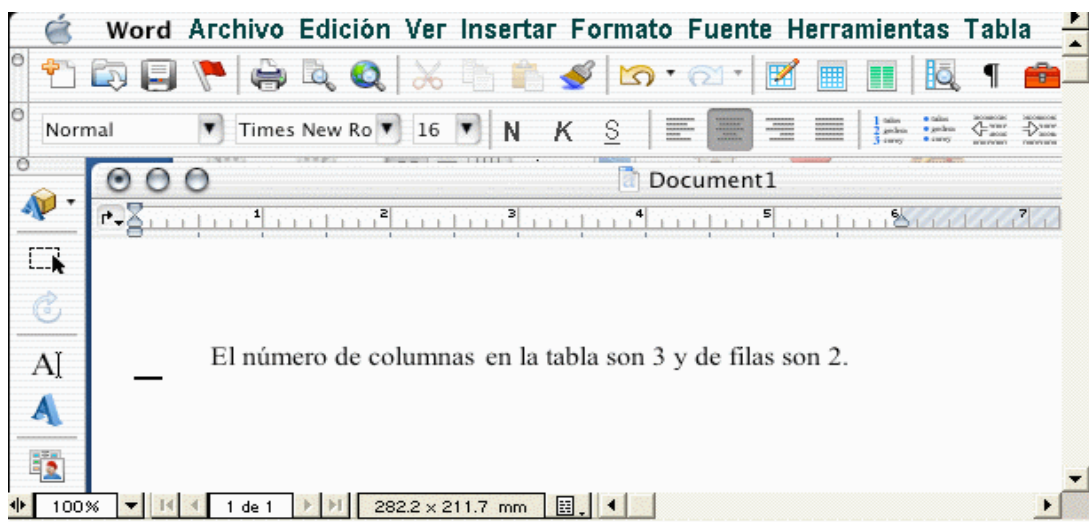 Word Archivo Edición Ver Insertar Formato Fuente Herramientas Tabla
Normal Times New Ro 16 N K S
Document1
1 2 3 4 5 6 7
El número de columnas en la tabla son 3 y de filas son 2.
A
A
100% 1 de 1 282.2 x 211.7 mm